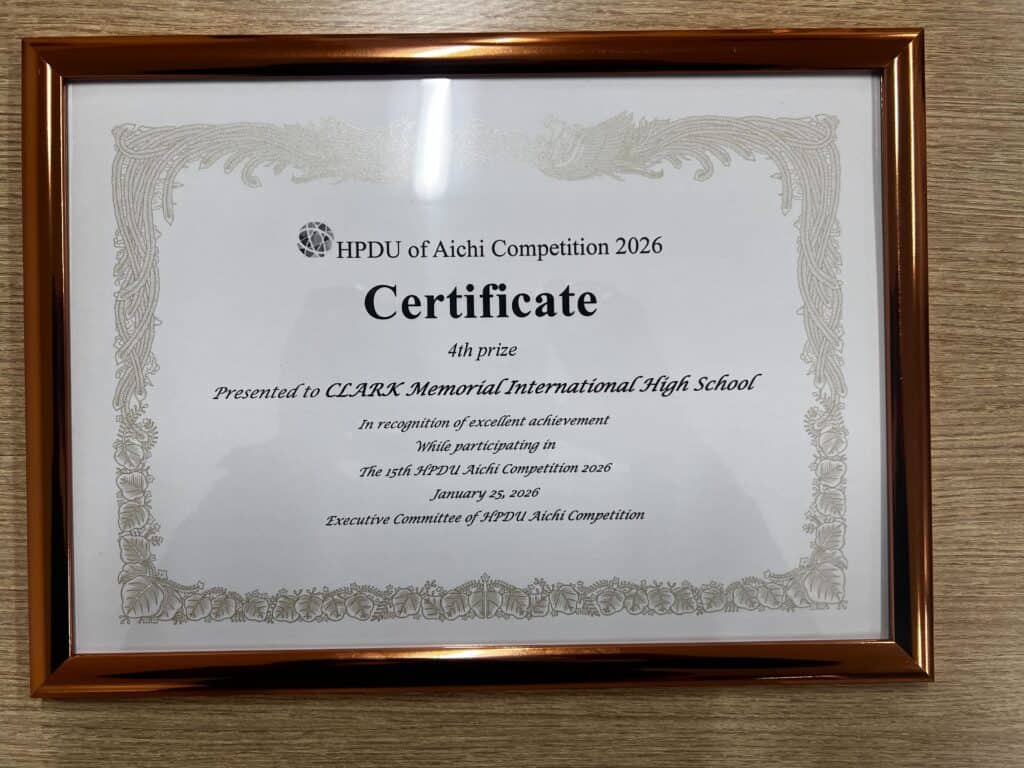 HPDU of Aichi Competition 2026
Certificate
4th prize
Presented to CLARK Memorial International High School
In recognition of excellent achievement
While participating in
The 15th HPDU Aichi Competition 2026
January 25, 2026
Executive Committee of HPDU Aichi Competition